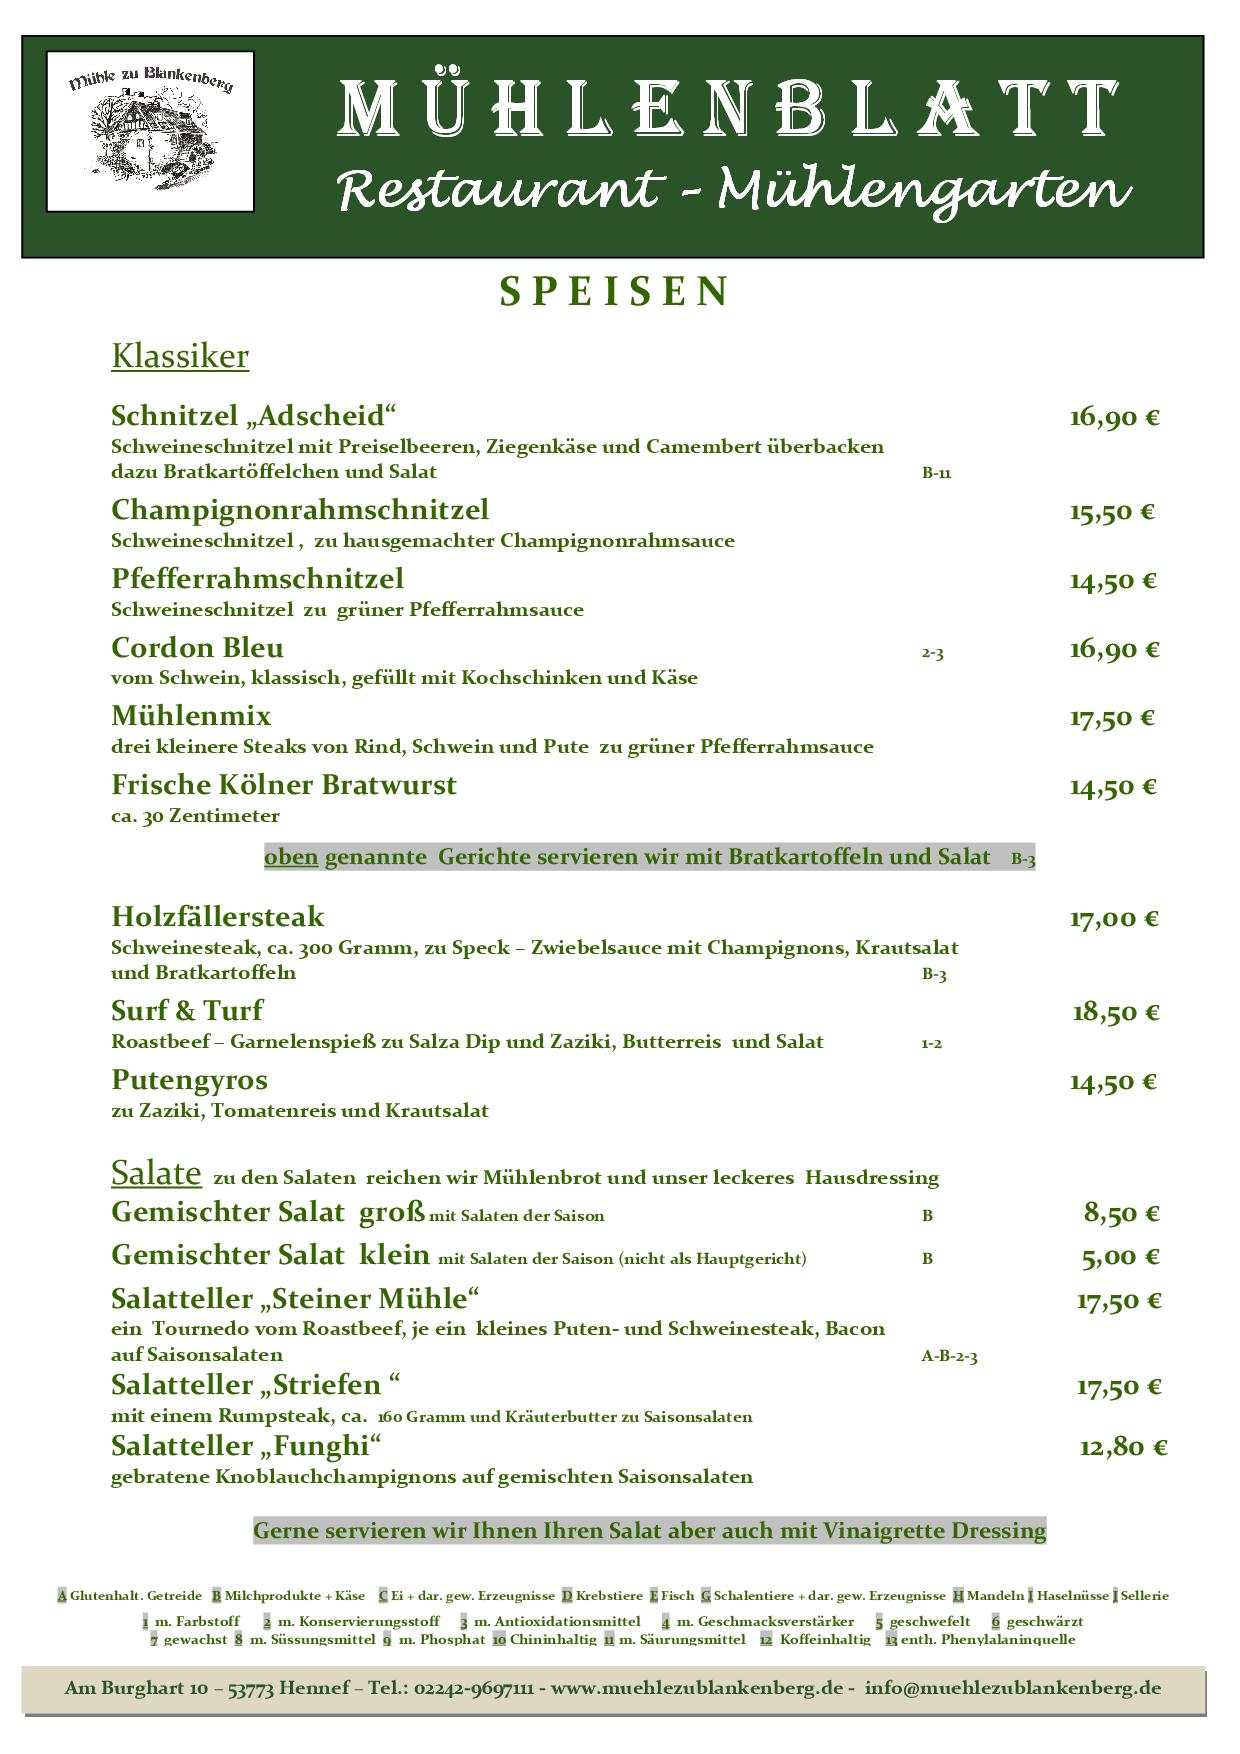 Mühle zu Blankenberg
MÜHLENBLATT
Restaurant – Mühlengarten
SPEISEN
Klassiker
Schnitzel „Adscheid“ 16,90 €
Schweineschnitzel mit Preiselbeeren, Ziegenkäse und Camembert überbacken
dazu Bratkartöffelchen und Salat B-11
Champignonrahmschnitzel 15,50 €
Schweineschnitzel , zu hausgemachter Champignonrahmsauce
Pfefferrahmschnitzel 14,50 €
Schweineschnitzel zu grüner Pfefferrahmsauce
Cordon Bleu 2-3 16,90 €
vom Schwein, klassisch, gefüllt mit Kochschinken und Käse
Mühlenmix 17,50 €
drei kleinere Steaks von Rind, Schwein und Pute zu grüner Pfefferrahmsauce
Frische Kölner Bratwurst 14,50 €
ca. 30 Zentimeter
oben genannte Gerichte servieren wir mit Bratkartoffeln und Salat B-3
Holzfällersteak 17,00 €
Schweinesteak, ca. 300 Gramm, zu Speck – Zwiebelsauce mit Champignons, Krautsalat
und Bratkartoffeln B-3
Surf & Turf 18,50 €
Roastbeef – Garnelenspieß zu Salza Dip und Zaziki, Butterreis und Salat 1-2
Putengyros 14,50 €
zu Zaziki, Tomatenreis und Krautsalat
Salate zu den Salaten reichen wir Mühlenbrot und unser leckeres Hausdressing
Gemischter Salat groß mit Salaten der Saison B 8,50 €
Gemischter Salat klein mit Salaten der Saison (nicht als Hauptgericht) B 5,00 €
Salatteller „Steiner Mühle“ 17,50 €
ein Tournedo vom Roastbeef, je ein kleines Puten- und Schweinesteak, Bacon
auf Saisonsalaten A-B-2-3
Salatteller „Striefen “ 17,50 €
mit einem Rumpsteak, ca. 160 Gramm und Kräuterbutter zu Saisonsalaten
Salatteller „Funghi“ 12,80 €
gebratene Knoblauchchampignons auf gemischten Saisonsalaten
Gerne servieren wir Ihnen Ihren Salat aber auch mit Vinaigrette Dressing
A Glutenhalt. Getreide B Milchprodukte + Käse C Ei + dar. gew. Erzeugnisse D Krebstiere E Fisch G Schalentiere + dar. gew. Erzeugnisse H Mandeln I Haselnüsse J Sellerie
1 m. Farbstoff 2 m. Konservierungsstoff 3 m. Antioxidationsmittel 4 m. Geschmacksverstärker 5 geschwefelt 6 geschwärzt
7 gewachst 8 m. Süssungsmittel 9 m. Phosphat 10 Chininhaltig 11 m. Säurungsmittel 12 Koffeinhaltig 13 enth. Phenylalaninquelle
Am Burghart 10 – 53773 Hennef – Tel.: 02242-9697111 - www.muehlezublankenberg.de - info@muehlezublankenberg.de